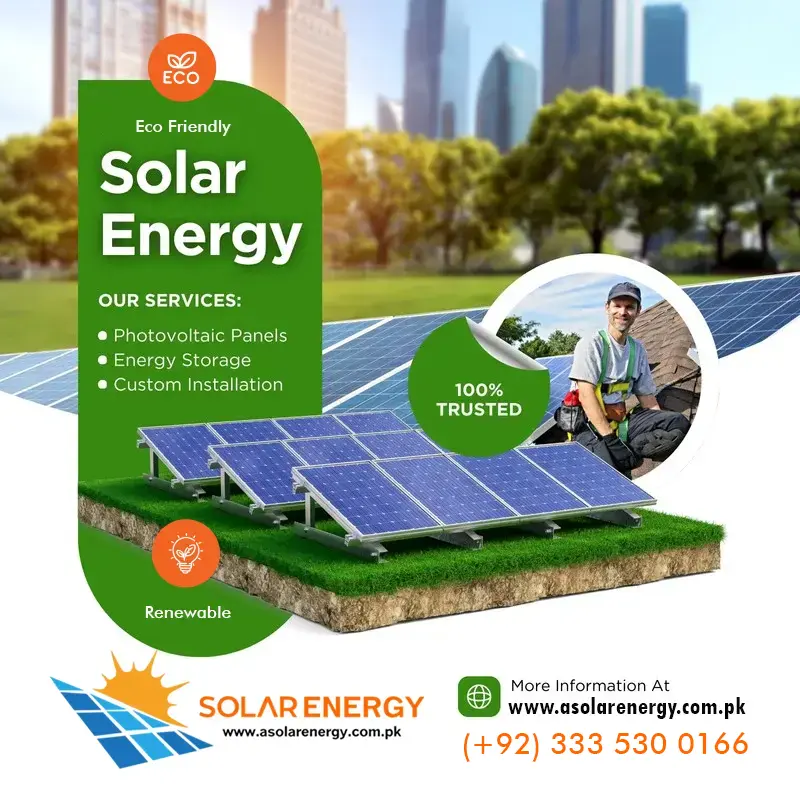 ECO
Eco Friendly
Solar
Energy
OUR SERVICES:
• Photovoltaic Panels
• Energy Storage
• Custom Installation
100%
TRUSTED
Renewable
SOLAR ENERGY
www.asolarenergy.com.pk
More Information At
www.asolarenergy.com.pk
(+92) 333 530 0166